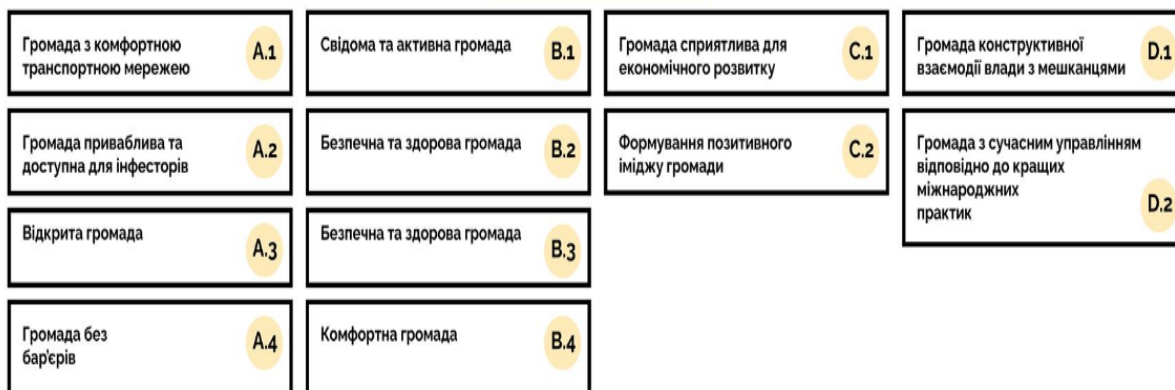 Громада з комфортною
транспортною мережею
A.1
Свідома та активна громада
B.1
Громада сприятлива для
економічного розвитку
C.1
Громада конструктивної
взаємодії влади з мешканцями
D.1
Громада приваблива та
доступна для інфесторів
A.2
Безпечна та здорова громада
B.2
Формування позитивного
іміджу громади
C.2
Громада з сучасним управлінням
відповідно до кращих
міжнароджних
практик
D.2
Відкрита громада
A.3
Безпечна та здорова громада
B.3
Громада без
бар'єрів
A.4
Комфортна громада
B.4